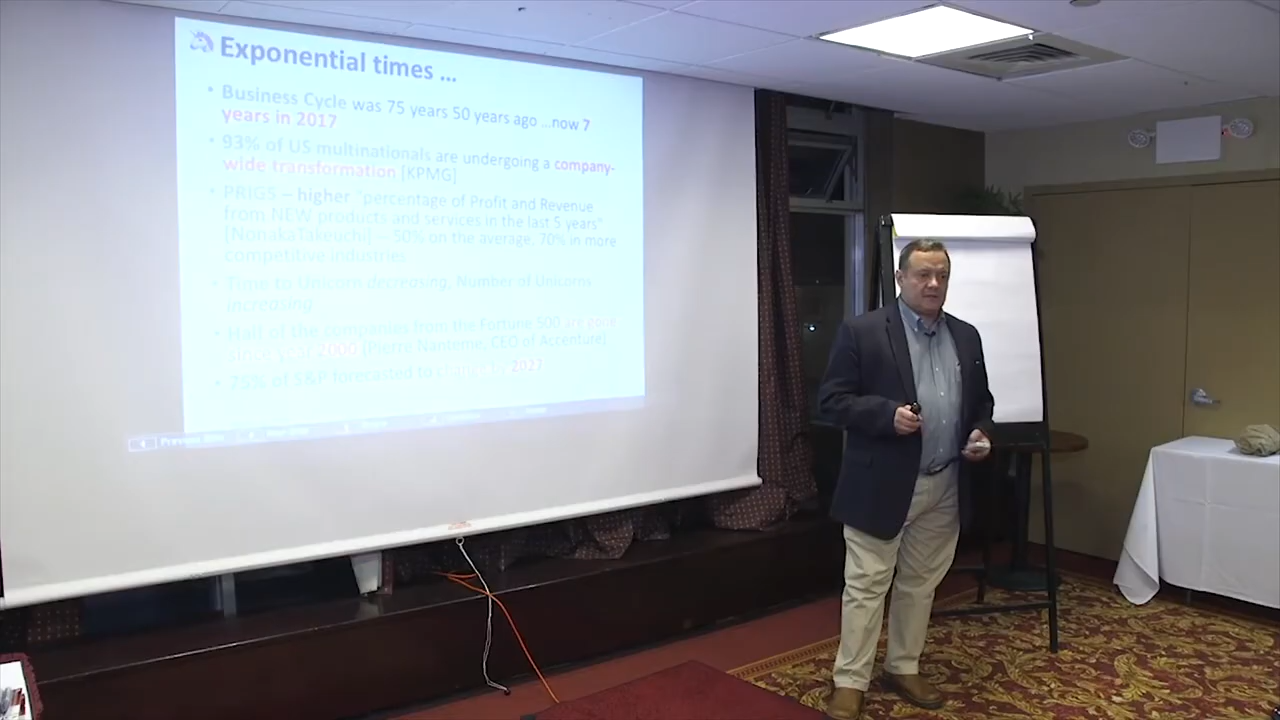 Exponential times ...
• Business Cycle was 75 years 50 years ago ...now 7
years in 2017
• 93% of US multinationals are undergoing a company-
wide transformation [KPMG]
• PRIGS – higher "percentage of Profit and Revenue
from NEW products and services in the last 5 years"
[NonakaTakeuchi] – 50% on the average, 70% in more
competitive industries
• Time to Unicorn decreasing, Number of Unicorns
increasing
• Half of the companies from the Fortune 500 are gone
since year 2000 [Pierre Nanteme, CEO of Accenture]
• 75% of S&P forecasted to change by 2027
Previous